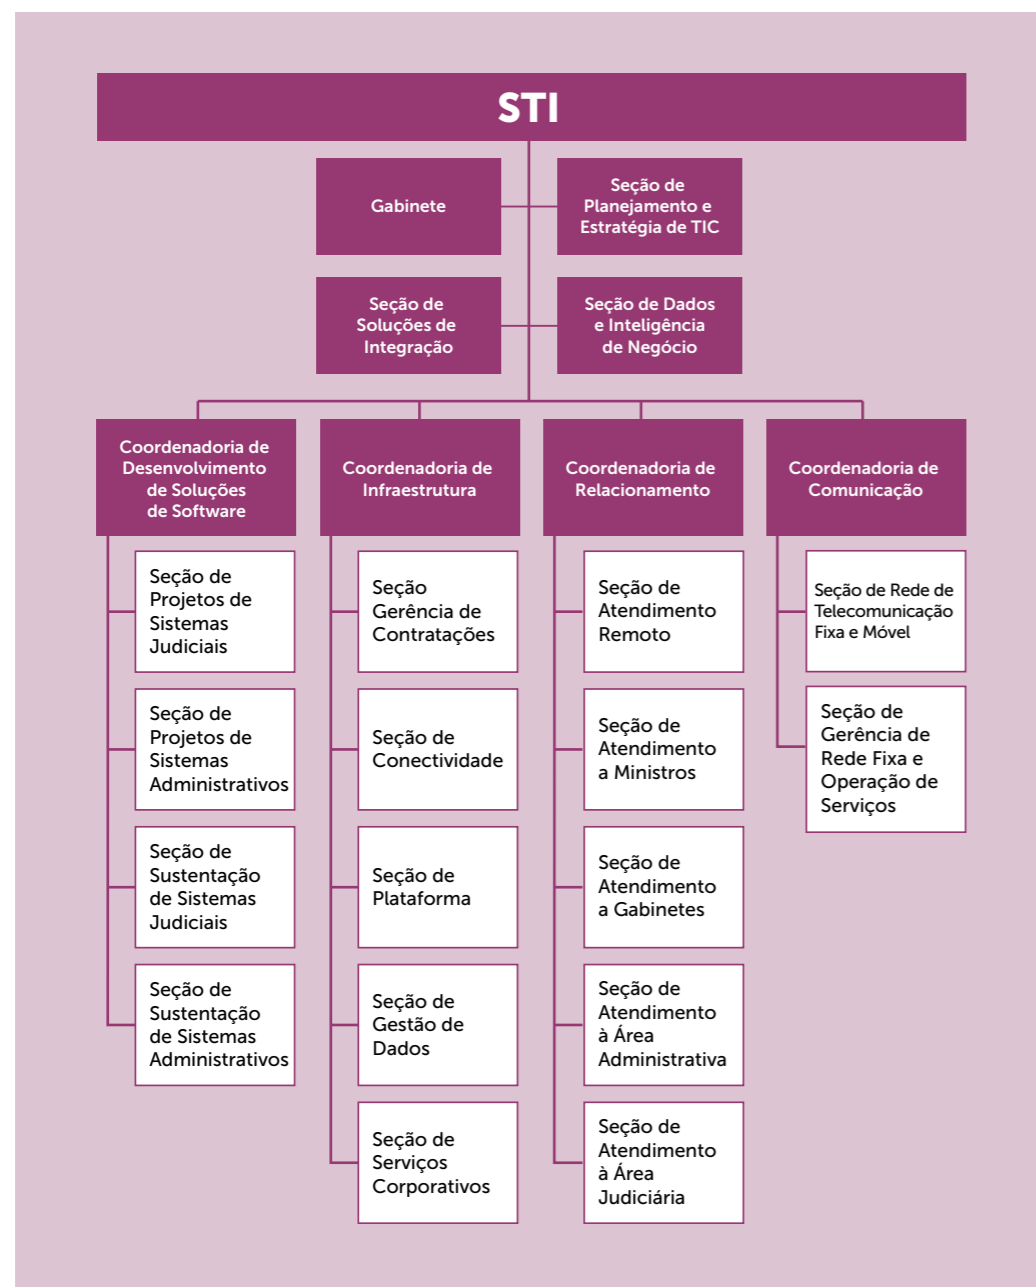 STI
Gabinete
Seção de
Planejamento e
Estratégia de TIC
Seção de
Soluções de
Integração
Seção de Dados
e Inteligência
de Negócio
Coordenadoria de
Desenvolvimento
de Soluções
de Software
Seção de
Projetos de
Sistemas
Judiciais
Seção de
Projetos de
Sistemas
Administrativos
Seção de
Sustentação
de Sistemas
Judiciais
Seção de
Sustentação
de Sistemas
Administrativos
Coordenadoria de
Infraestrutura
Seção
Gerência de
Contratações
Seção de
Conectividade
Seção de
Plataforma
Seção de
Gestão de
Dados
Seção de
Serviços
Corporativos
Coordenadoria de
Relacionamento
Seção de
Atendimento
Remoto
Seção de
Atendimento
a Ministros
Seção de
Atendimento
a Gabinetes
Seção de
Atendimento
à Área
Administrativa
Seção de
Atendimento
à Área
Judiciária
Coordenadoria de
Comunicação
Seção de Rede de
Telecomunicação
Fixa e Móvel
Seção de
Gerência de
Rede Fixa e
Operação de
Serviços